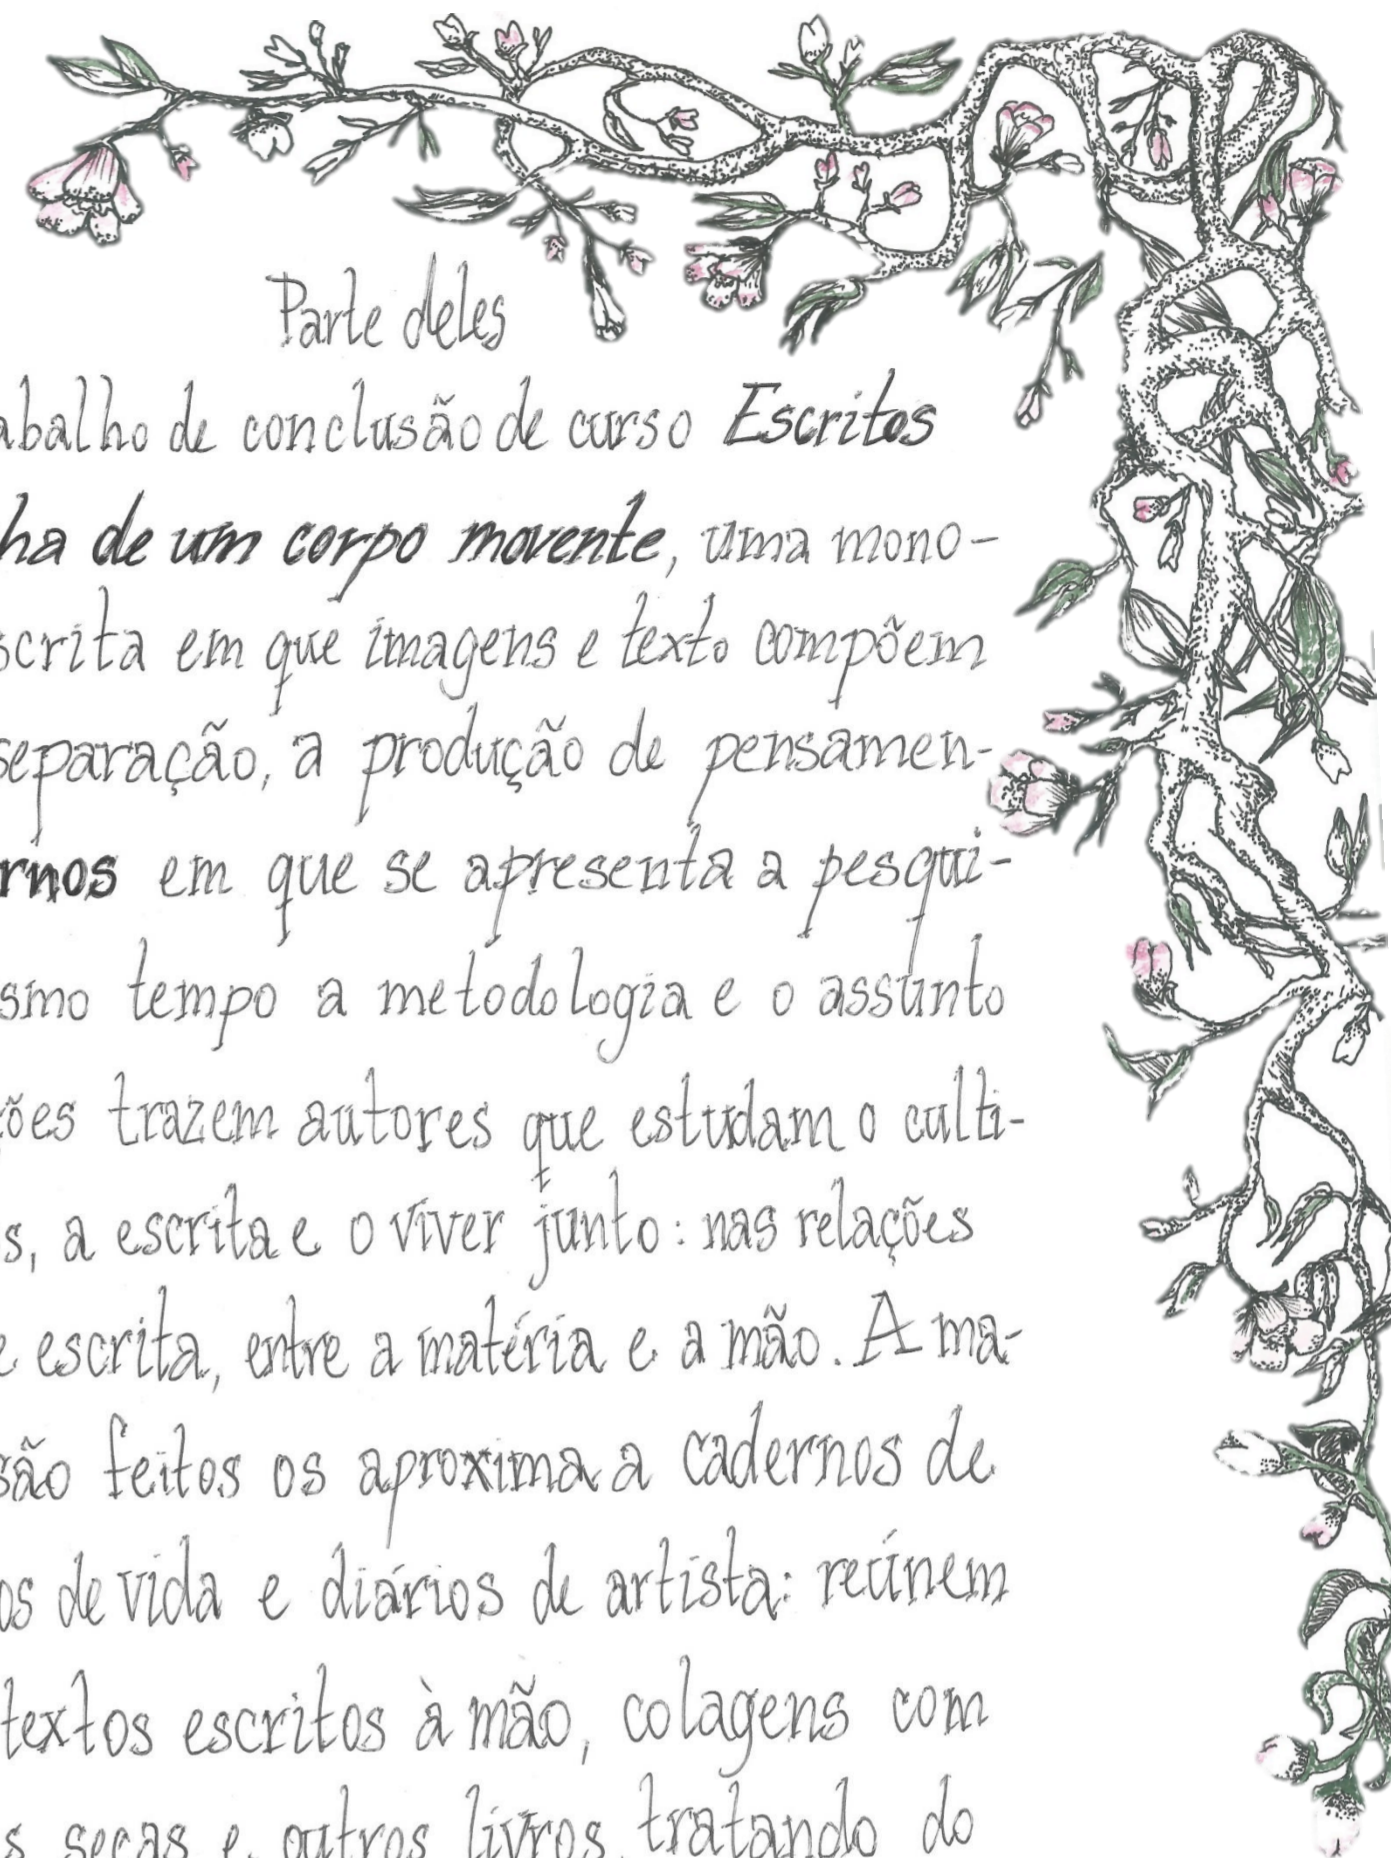 Parte deles
abalho de conclusão de curso Escritos
ha de um corpo movente, uma mono-
scrita em que imagens e texto compõem
separação, a produção de pensamen-
rnos em que se apresenta a pesqui-
smo tempo a metodologia e o assunto
ções trazem autores que estudam o culti-
s, a escrita e o viver junto: nas relações
e escrita, entre a matéria e a mão. A ma-
são feitos os aproxima a cadernos de
os de vida e diários de artista: reúnem
textos escritos à mão, colagens com
s secas e outros livros, tratando do